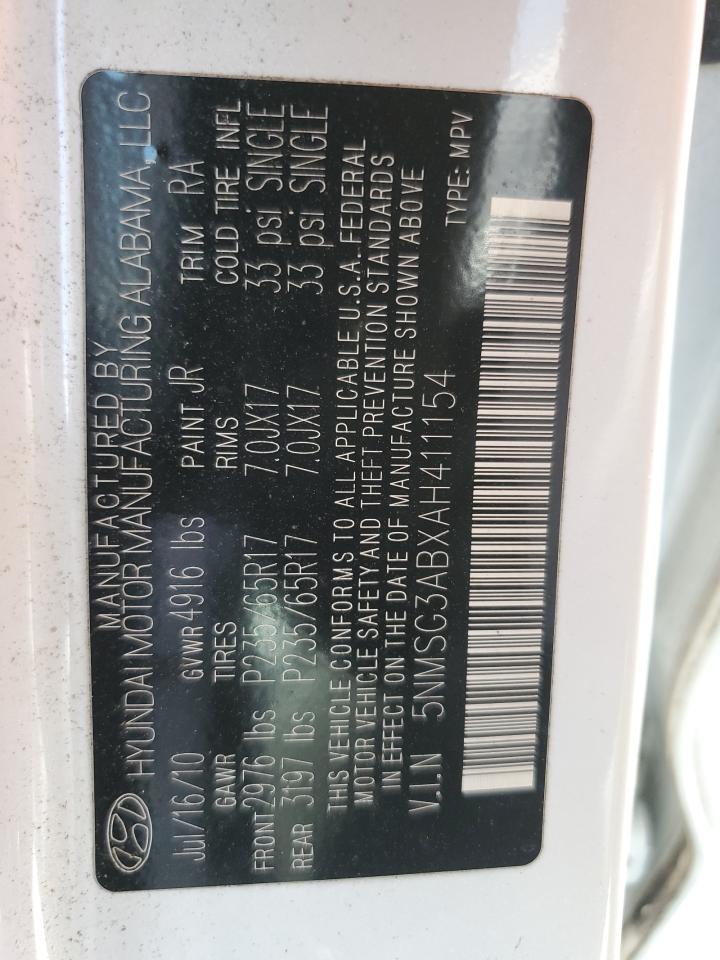 MANUFACTURED BY
HYUNDAI MOTOR MANUFACTURING ALABAMA, LLC
Jul/16/10 GVWR 4916 lbs PAINT JR TRIM RA
GAWR TIRES RIMS COLD TIRE INFL
FRONT 2976 lbs P235/65R17 7.0JX17 33 psi SINGLE
REAR 3197 lbs P235/65R17 7.0JX17 33 psi SINGLE
THIS VEHICLE CONFORMS TO ALL APPLICABLE U.S.A. FEDERAL
MOTOR VEHICLE SAFETY AND THEFT PREVENTION STANDARDS
IN EFFECT ON THE DATE OF MANUFACTURE SHOWN ABOVE
V.I.N 5NMSG3ABXAH411154 TYPE: MPV